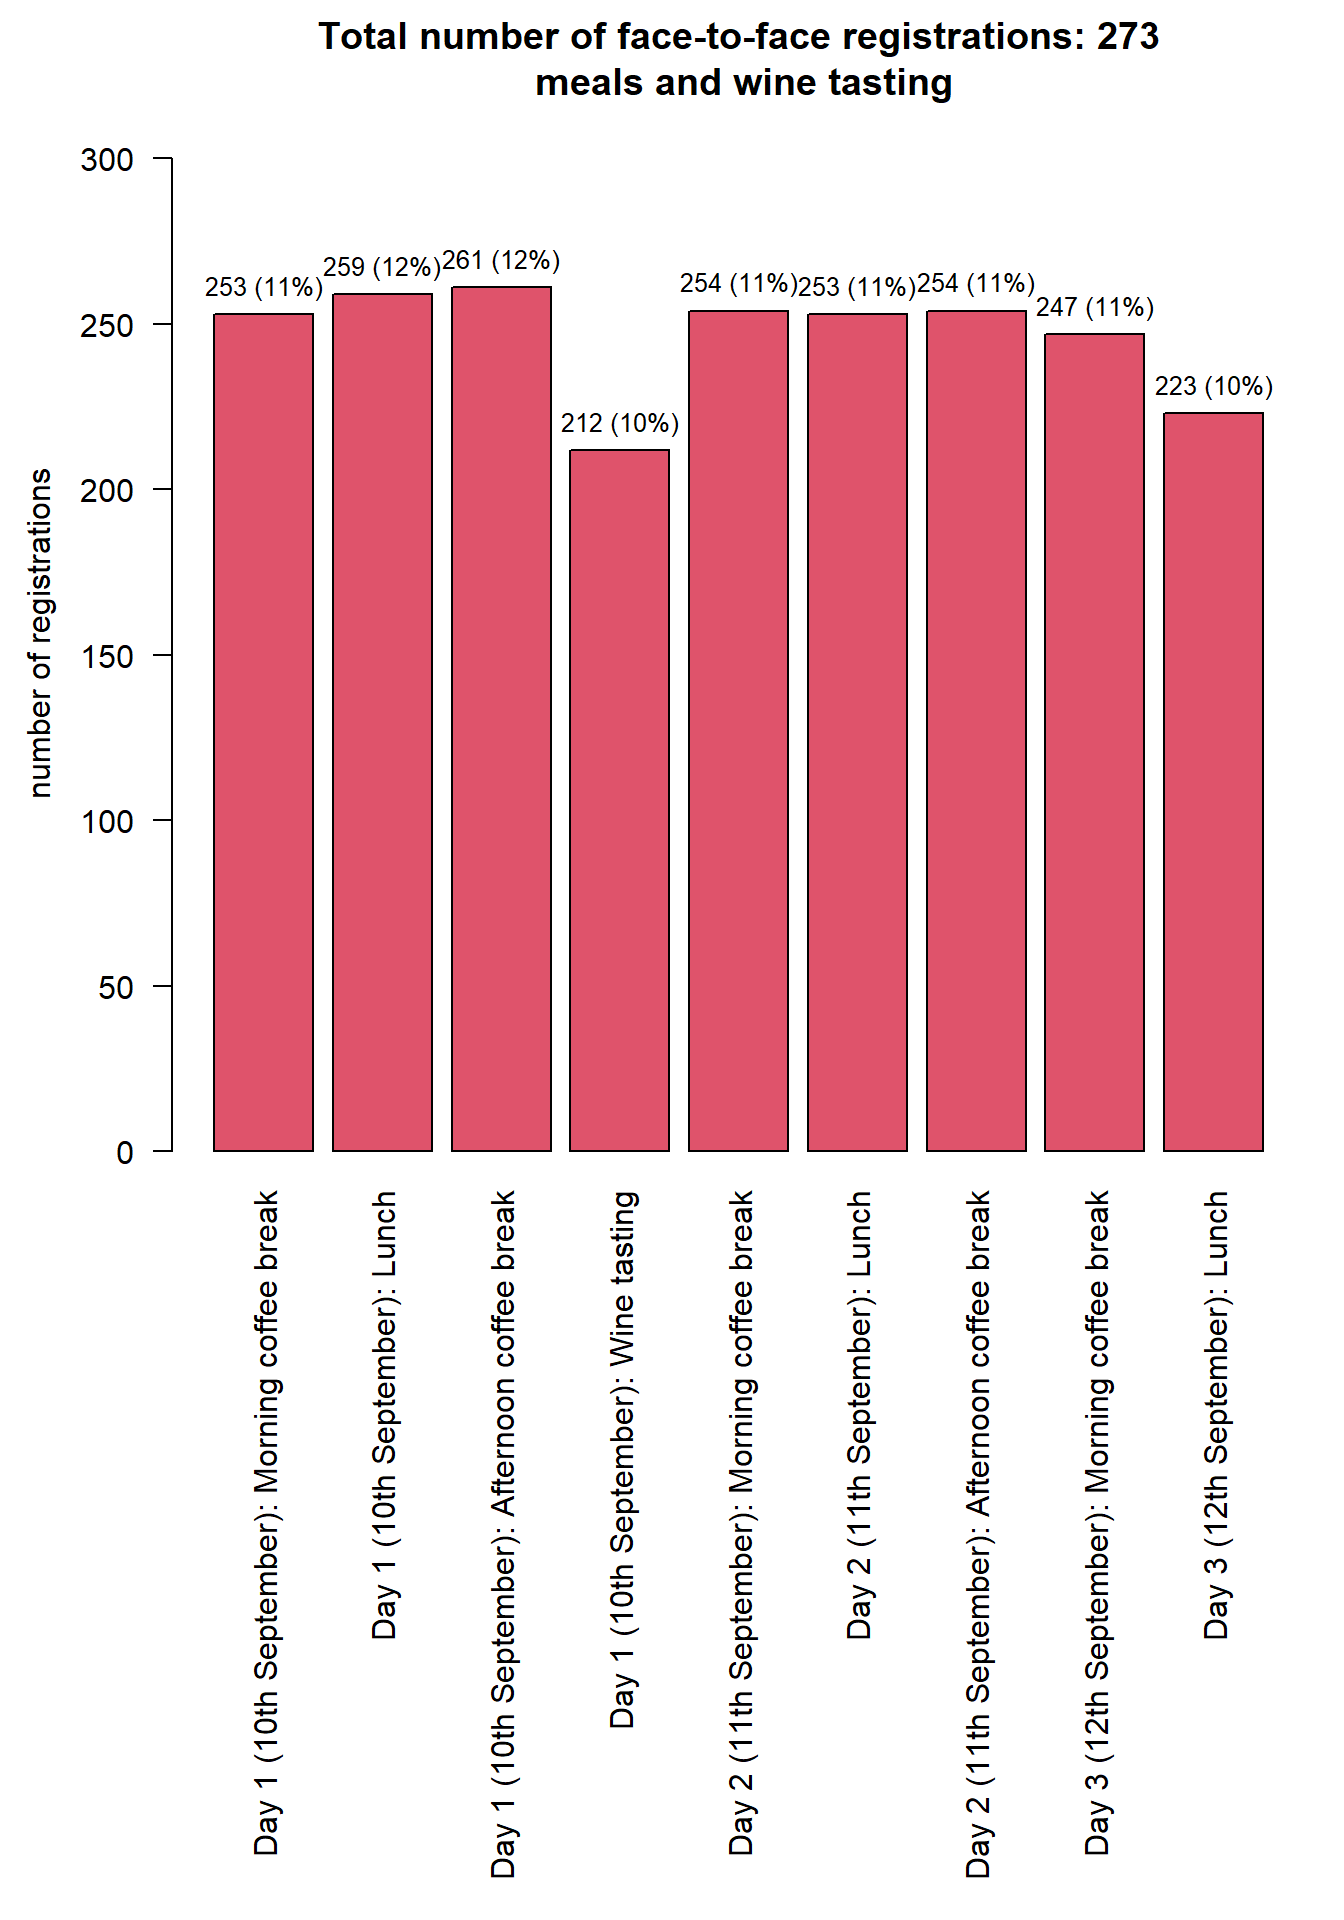 Total number of face-to-face registrations: 273
meals and wine tasting
number of registrations
300
250
200
150
100
50
0
253 (11%)
259 (12%)
261 (12%)
212 (10%)
254 (11%)
253 (11%)
254 (11%)
247 (11%)
223 (10%)
Day 1 (10th September): Morning coffee break
Day 1 (10th September): Lunch
Day 1 (10th September): Afternoon coffee break
Day 1 (10th September): Wine tasting
Day 2 (11th September): Morning coffee break
Day 2 (11th September): Lunch
Day 2 (11th September): Afternoon coffee break
Day 3 (12th September): Morning coffee break
Day 3 (12th September): Lunch